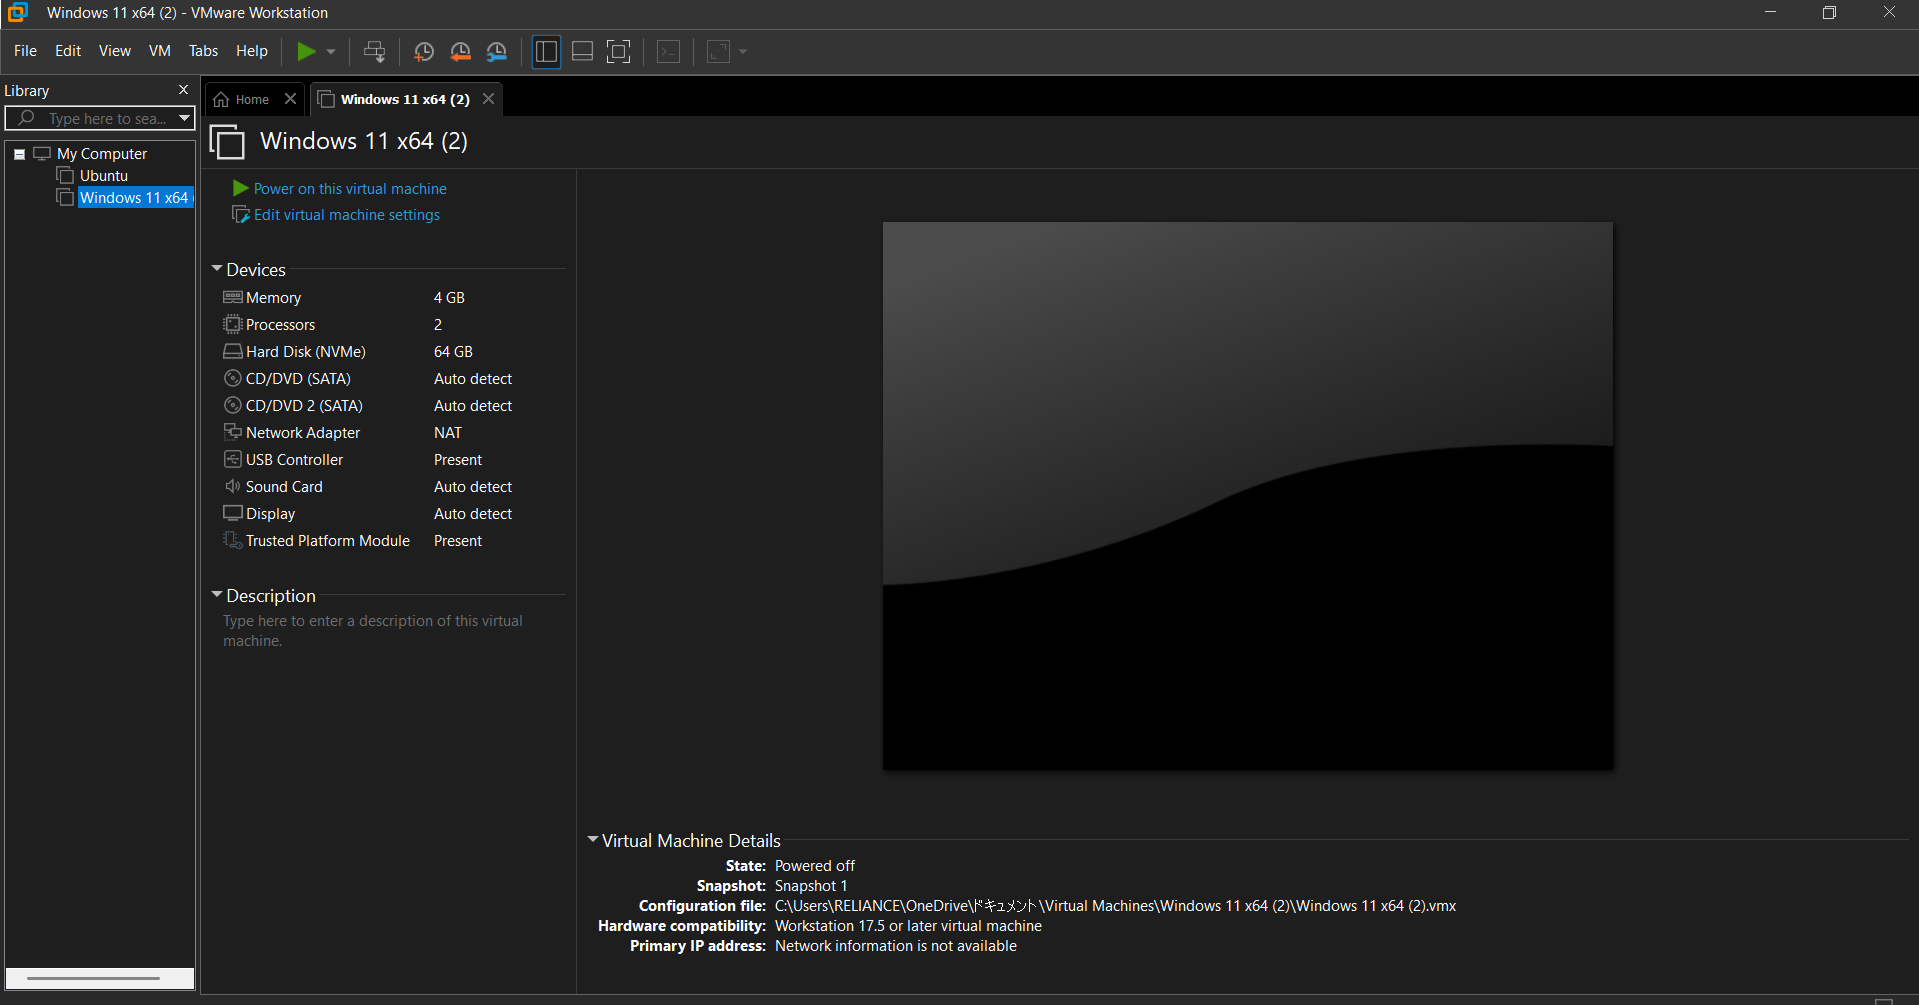 Windows 11 x64 (2) - VMware Workstation
File Edit View VM Tabs Help
Library
Type here to sea...
My Computer
Ubuntu
Windows 11 x64
Home
Windows 11 x64 (2)
Windows 11 x64 (2)
Power on this virtual machine
Edit virtual machine settings
Devices
Memory 4 GB
Processors 2
Hard Disk (NVMe) 64 GB
CD/DVD (SATA) Auto detect
CD/DVD 2 (SATA) Auto detect
Network Adapter NAT
USB Controller Present
Sound Card Auto detect
Display Auto detect
Trusted Platform Module Present
Description
Type here to enter a description of this virtual
machine.
Virtual Machine Details
State: Powered off
Snapshot: Snapshot 1
Configuration file: C:\Users\RELIANCE\OneDrive\ドキュメント\Virtual Machines\Windows 11 x64 (2)\Windows 11 x64 (2).vmx
Hardware compatibility: Workstation 17.5 or later virtual machine
Primary IP address: Network information is not available